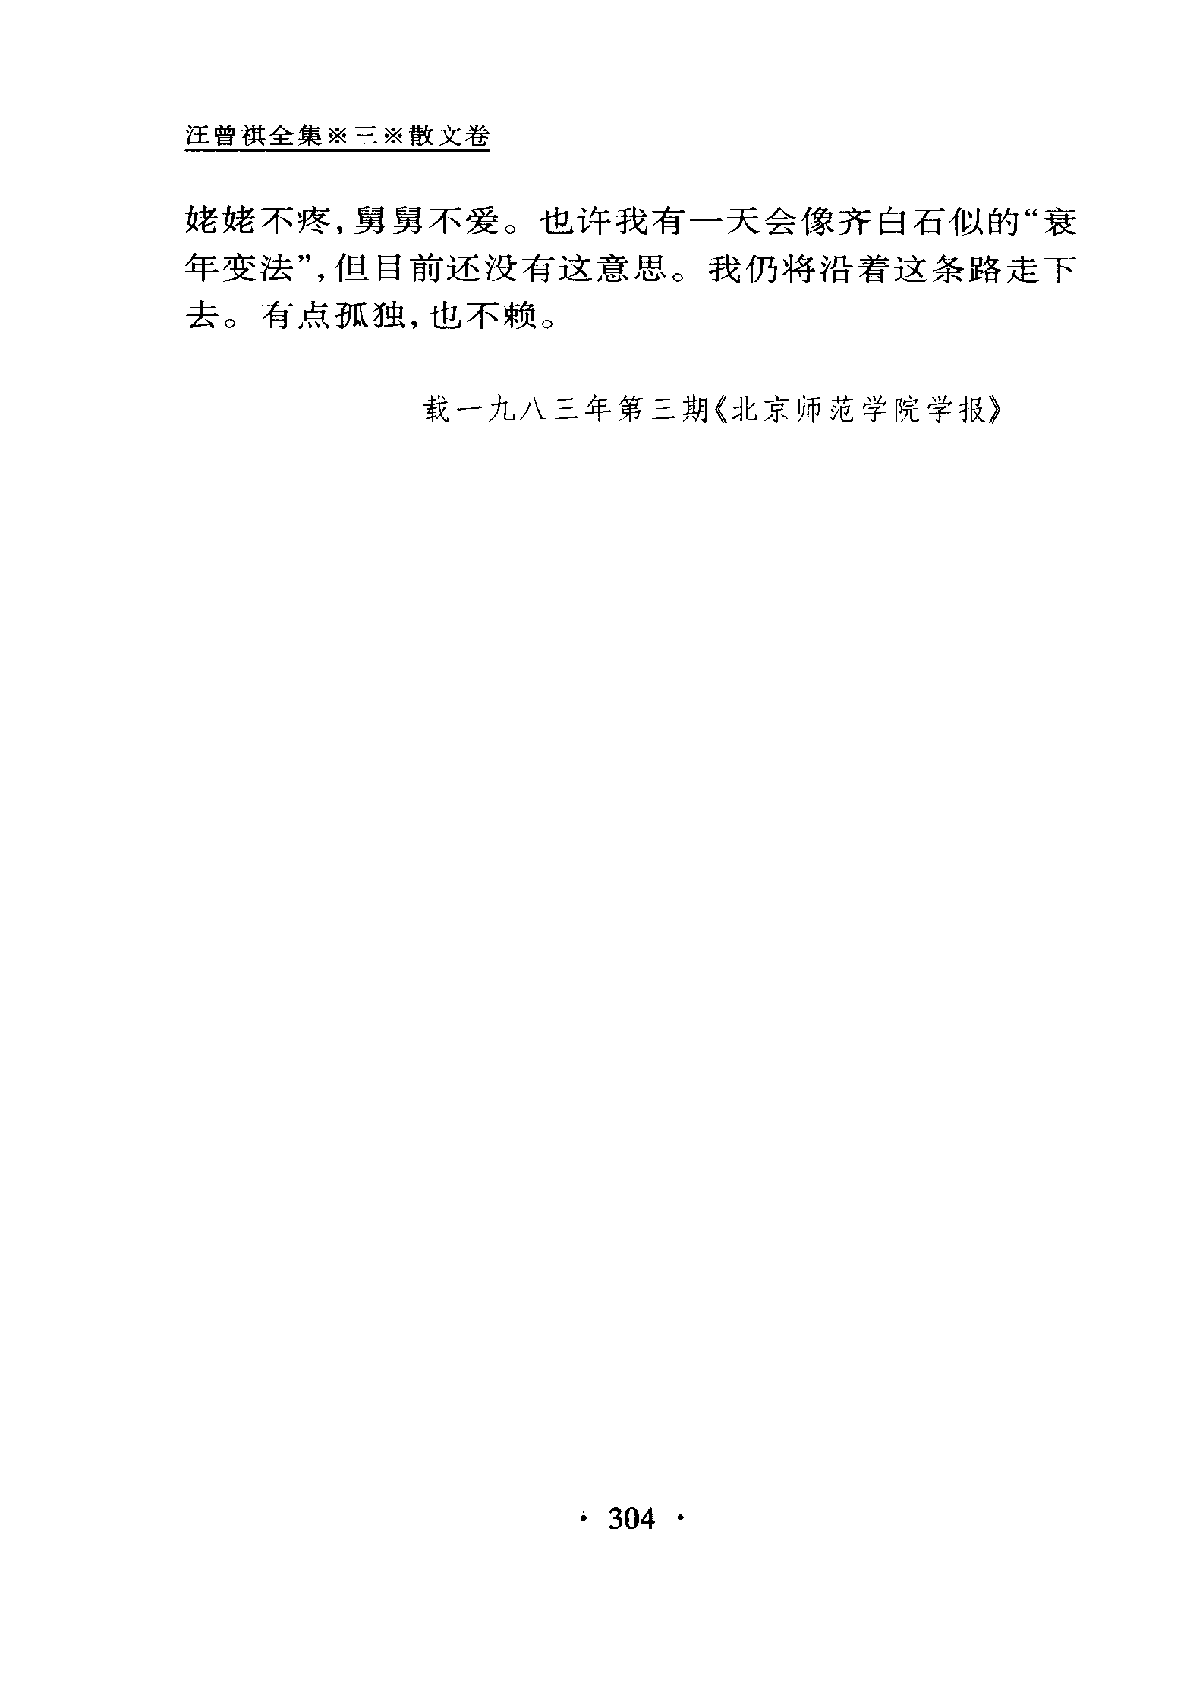 汪曾祺全集※三※散文卷
姥姥不疼,舅舅不爱。也许我有一天会像齐白石似的“衰
年变法”,但目前还没有这意思。我仍将沿着这条路走下
去。有点孤独,也不赖。
载一九八三年第三期《北京师范学院学报》
· 304 ·